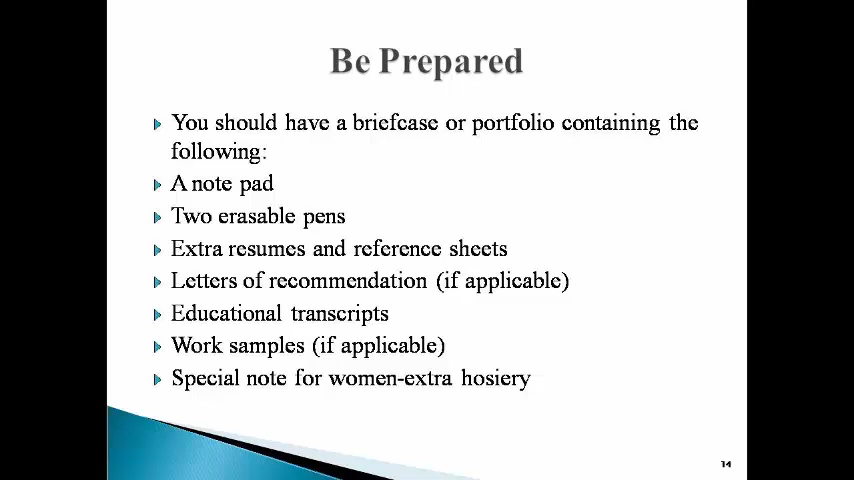 Be Prepared
You should have a briefcase or portfolio containing the
following:
A note pad
Two erasable pens
Extra resumes and reference sheets
Letters of recommendation (if applicable)
Educational transcripts
Work samples (if applicable)
Special note for women-extra hosiery
14